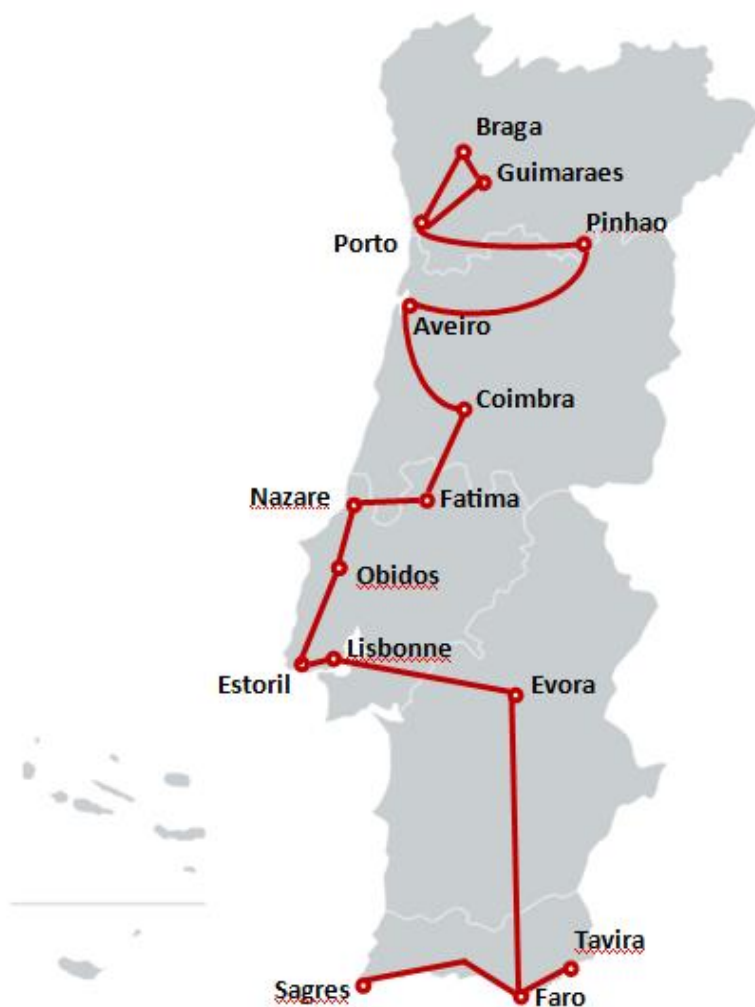 Braga
Guimaraes
Porto
Pinhao
Aveiro
Coimbra
Nazare
Fatima
Obidos
Lisbonne
Estoril
Evora
Tavira
Sagres
Faro